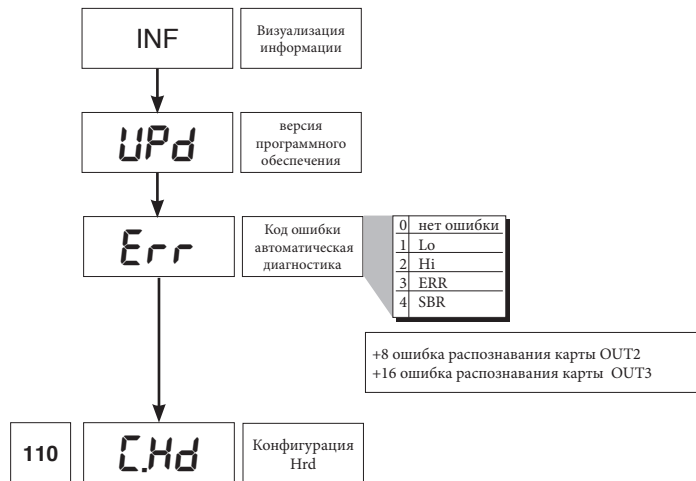 INF
Визуализация
информации
UPd
версия
программного
обеспечения
Err
Код ошибки
автоматическая
диагностика
0 нет ошибки
1 Lo
2 Hi
3 ERR
4 SBR
+8 ошибка распознавания карты OUT2
+16 ошибка распознавания карты OUT3
110
C.Hd
Конфигурация
Hrd